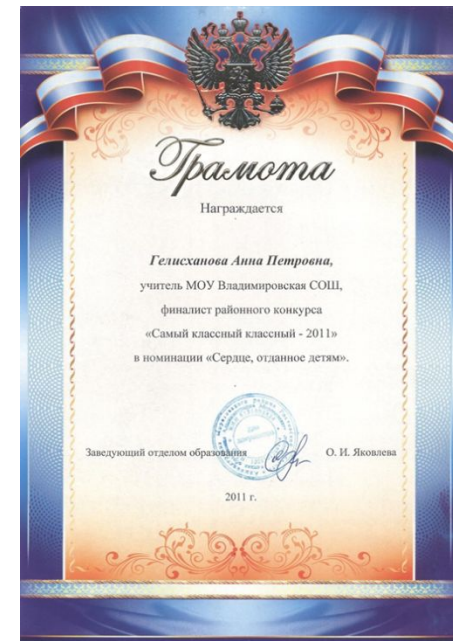 Грамота
Награждается
Гелисханова Анна Петровна,
учитель МОУ Владимировская СОШ,
финалист районного конкурса
«Самый классный классный - 2011»
в номинации «Сердце, отданное детям».
Заведующий отделом образования О. И. Яковлева
2011 г.